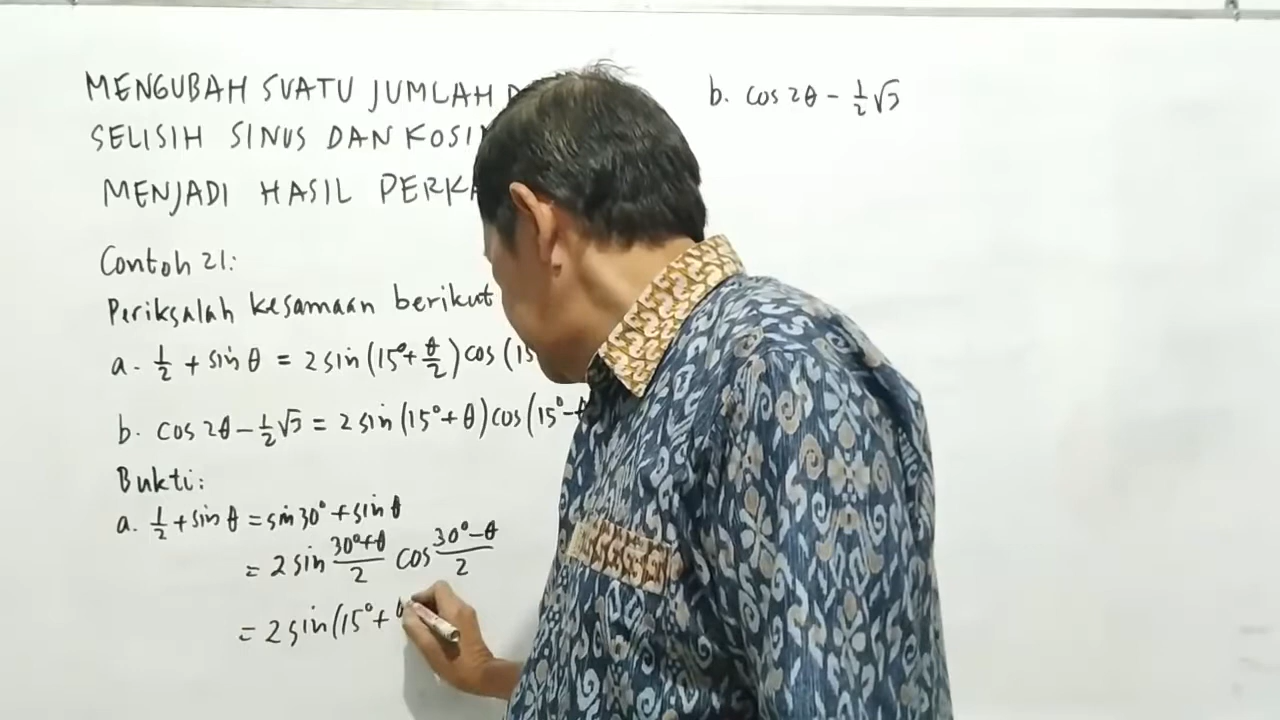 MENGUBAH SUATU JUMLAH
SELISIH SINUS DAN
MENJADI HASIL
Contoh 21:
Periksalah kesamaan berikut
a. 1/2 + sin θ = 2 sin (15° + θ/2) cos (15
b. cos 2θ - 1/2 √3 = 2 sin (15° + θ) cos (15° - θ
Bukti:
a. 1/2 + sin θ = sin 30° + sin θ
= 2 sin (30° + θ)/2 cos (30° - θ)/2
= 2 sin (15° +
b. cos 2θ - 1/2 √3